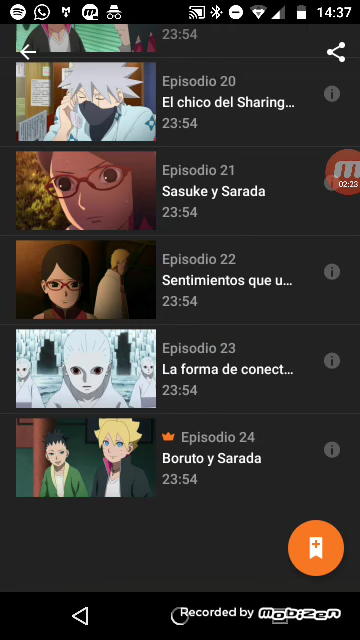 14:37
23:54
Episodio 20
El chico del Sharing...
23:54
Episodio 21
Sasuke y Sarada
23:54
02:23
Episodio 22
Sentimientos que u...
23:54
Episodio 23
La forma de conect...
23:54
Episodio 24
Boruto y Sarada
23:54
Recorded by mobizen